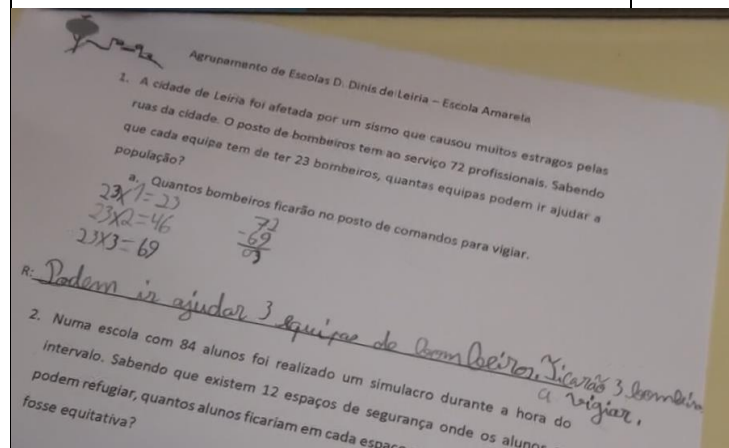 Agrupamento de Escolas D. Dinis de Leiria – Escola Amarela
1. A cidade de Leiria foi afetada por um sismo que causou muitos estragos pelas
ruas da cidade. O posto de bombeiros tem ao serviço 72 profissionais. Sabendo
que cada equipa tem de ter 23 bombeiros, quantas equipas podem ir ajudar a
população?
a. Quantos bombeiros ficarão no posto de comandos para vigiar.
23x1=23
23x2=46
23x3=69
72
-69
03
R: Podem ir ajudar 3 equipas de bombeiros. Ficarão 3 bombeiros
a vigiar.
2. Numa escola com 84 alunos foi realizado um simulacro durante a hora do
intervalo. Sabendo que existem 12 espaços de segurança onde os alunos
podem refugiar, quantos alunos ficariam em cada espaço
fosse equitativa?